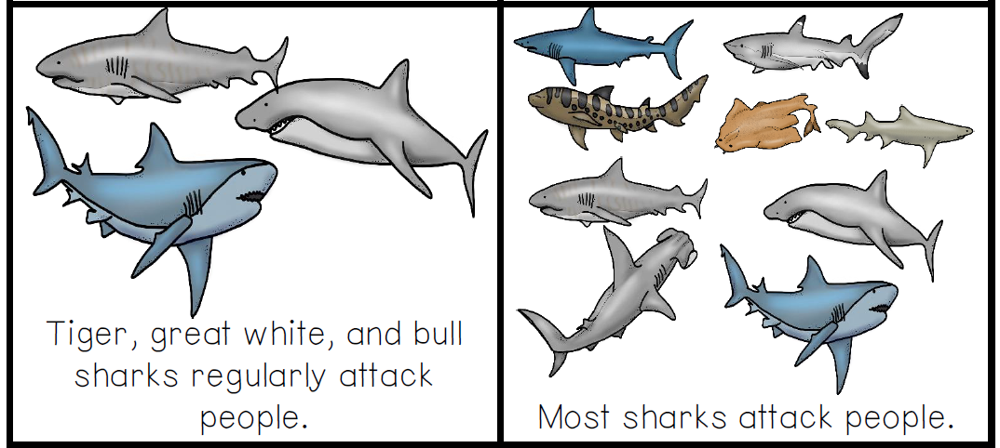 Tiger, great white, and bull
sharks regularly attack
people.
Most sharks attack people.